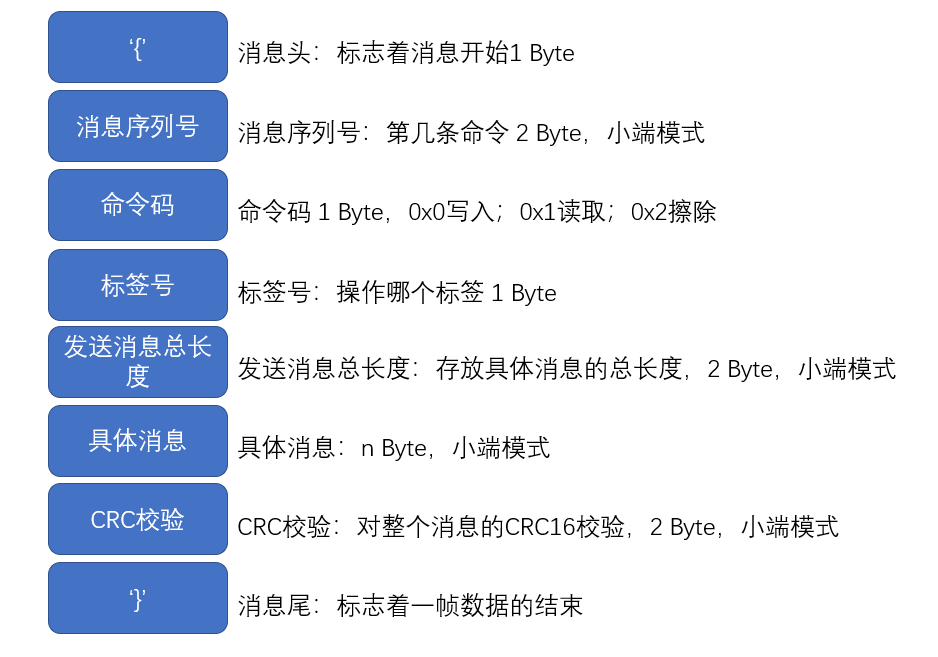 ‘{’
消息头：标志着消息开始1 Byte
消息序列号
消息序列号：第几条命令 2 Byte，小端模式
命令码
命令码 1 Byte，0x0写入；0x1读取；0x2擦除
标签号
标签号：操作哪个标签 1 Byte
发送消息总长
度
发送消息总长度：存放具体消息的总长度，2 Byte，小端模式
具体消息
具体消息：n Byte，小端模式
CRC校验
CRC校验：对整个消息的CRC16校验，2 Byte，小端模式
‘}’
消息尾：标志着一帧数据的结束